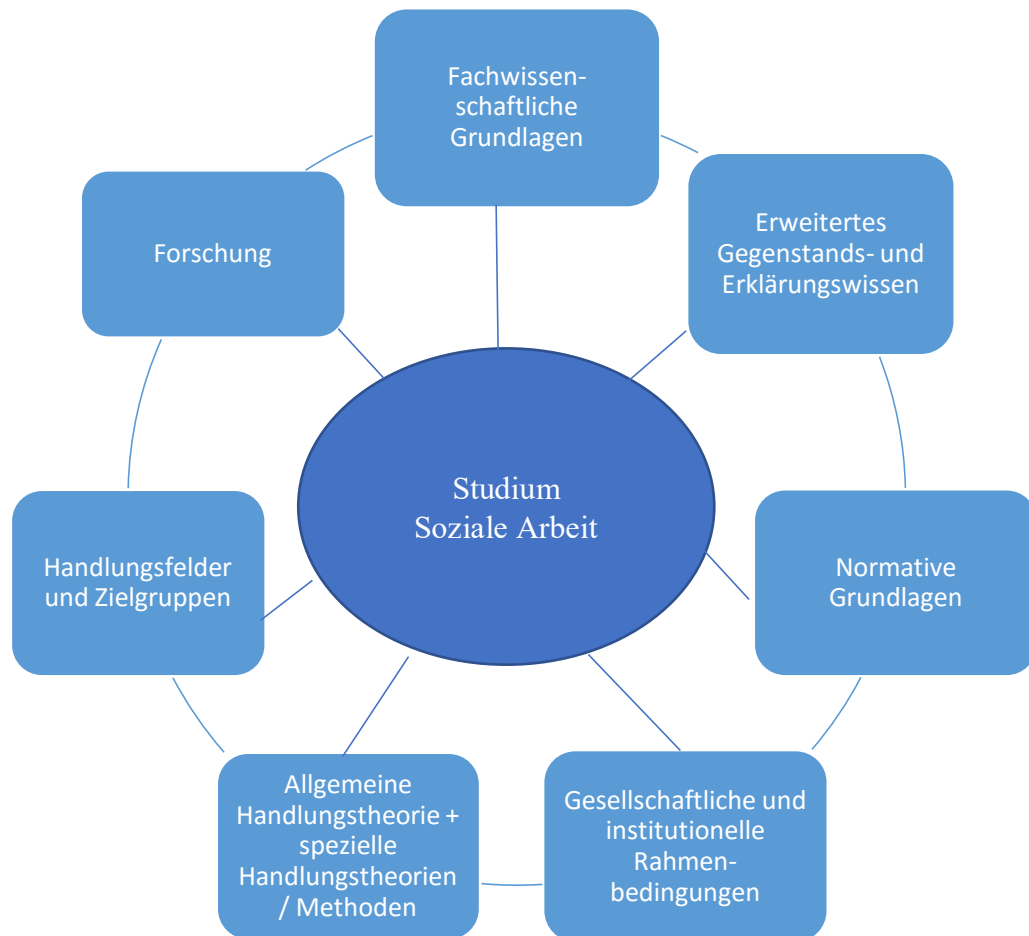 Fachwissen-
schaftliche
Grundlagen
Erweitertes
Gegenstands- und
Erklärungswissen
Normative
Grundlagen
Gesellschaftliche und
institutionelle
Rahmen-
bedingungen
Allgemeine
Handlungstheorie +
spezielle
Handlungstheorien
/ Methoden
Handlungsfelder
und Zielgruppen
Forschung
Studium
Soziale Arbeit